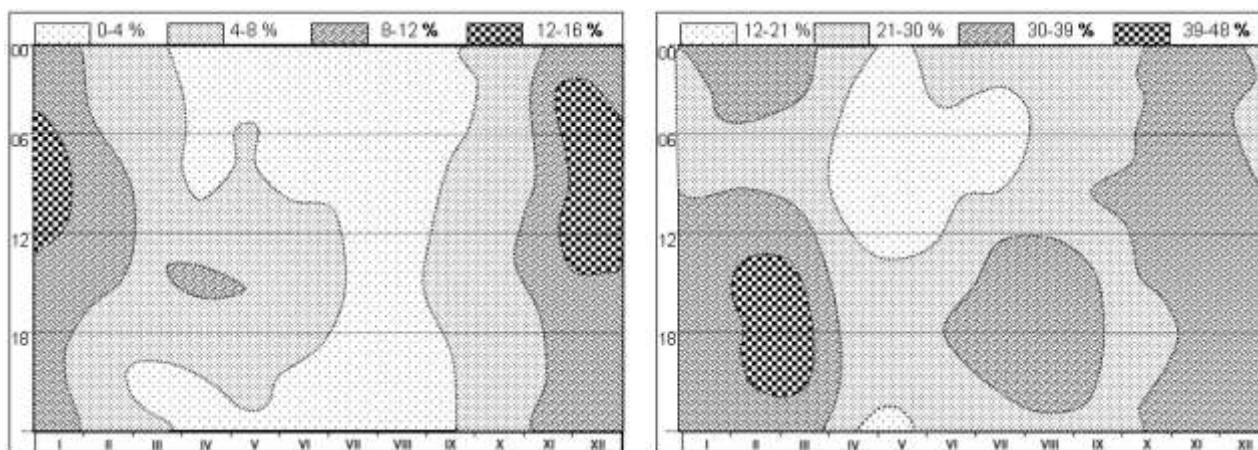 0-4 % 4-8 % 8-12 % 12-16 %
00
06
12
18
I II III IV V VI VII VIII IX X XI XII
12-21 % 21-30 % 30-39 % 39-48 %
00
06
12
18
I II III IV V VI VII VIII IX X XI XII